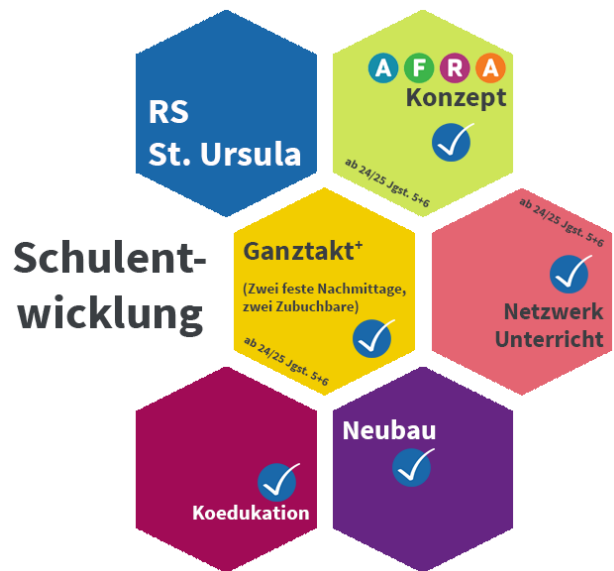 RS
St. Ursula
AFRA
Konzept
ab 24/25 Jgst. 5+6
Schulent-
wicklung
Ganztakt+
(Zwei feste Nachmittage,
zwei Zubuchbare)
ab 24/25 Jgst. 5+6
ab 24/25 Jgst. 5+6
Netzwerk
Unterricht
Koedukation
Neubau